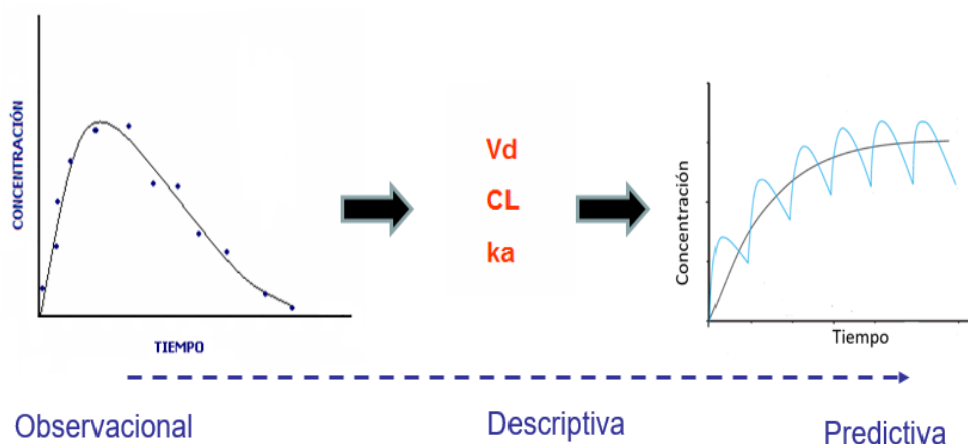 CONCENTRACIÓN
TIEMPO
Vd
CL
ka
Concentración
Tiempo
Observacional
Descriptiva
Predictiva